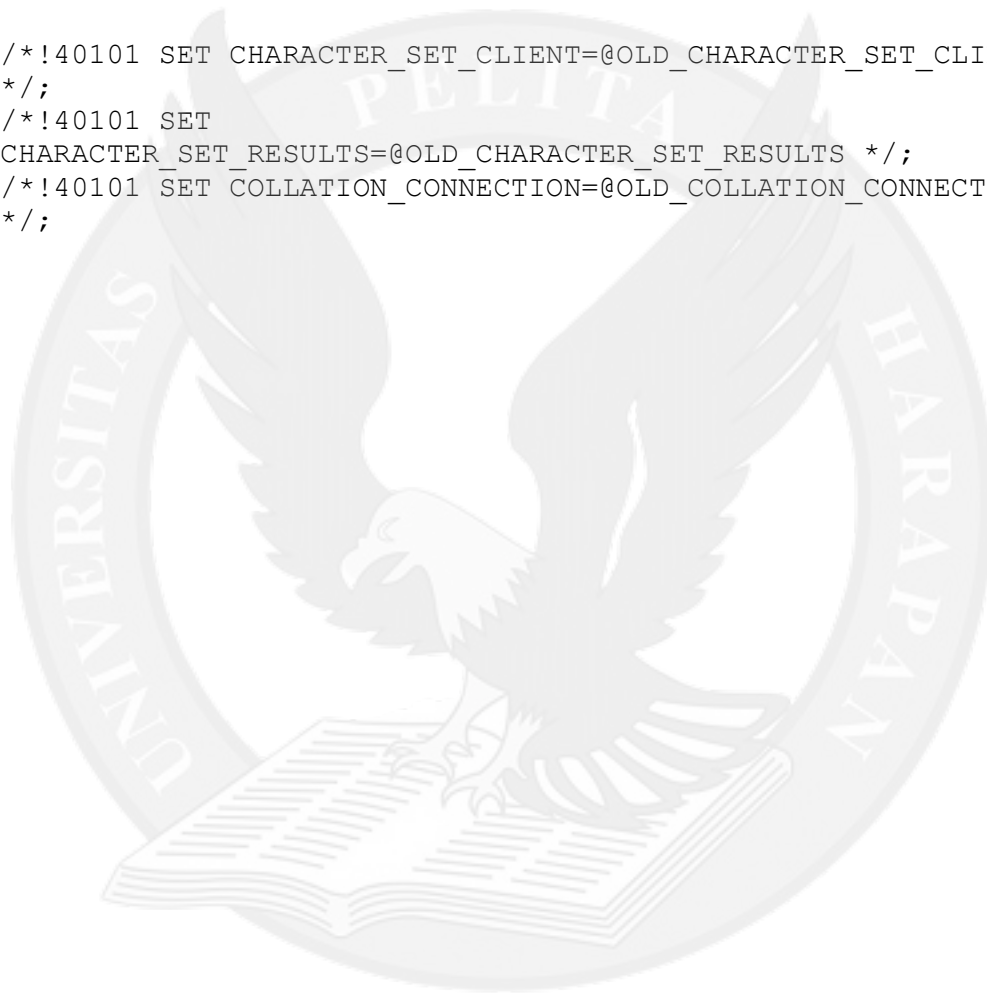 /*!40101 SET CHARACTER_SET_CLIENT=@OLD_CHARACTER_SET_CLI
*/;
/*!40101 SET
CHARACTER_SET_RESULTS=@OLD_CHARACTER_SET_RESULTS */;
/*!40101 SET COLLATION_CONNECTION=@OLD_COLLATION_CONNECT
*/;
UNIVERSITAS PELITA HARAPAN